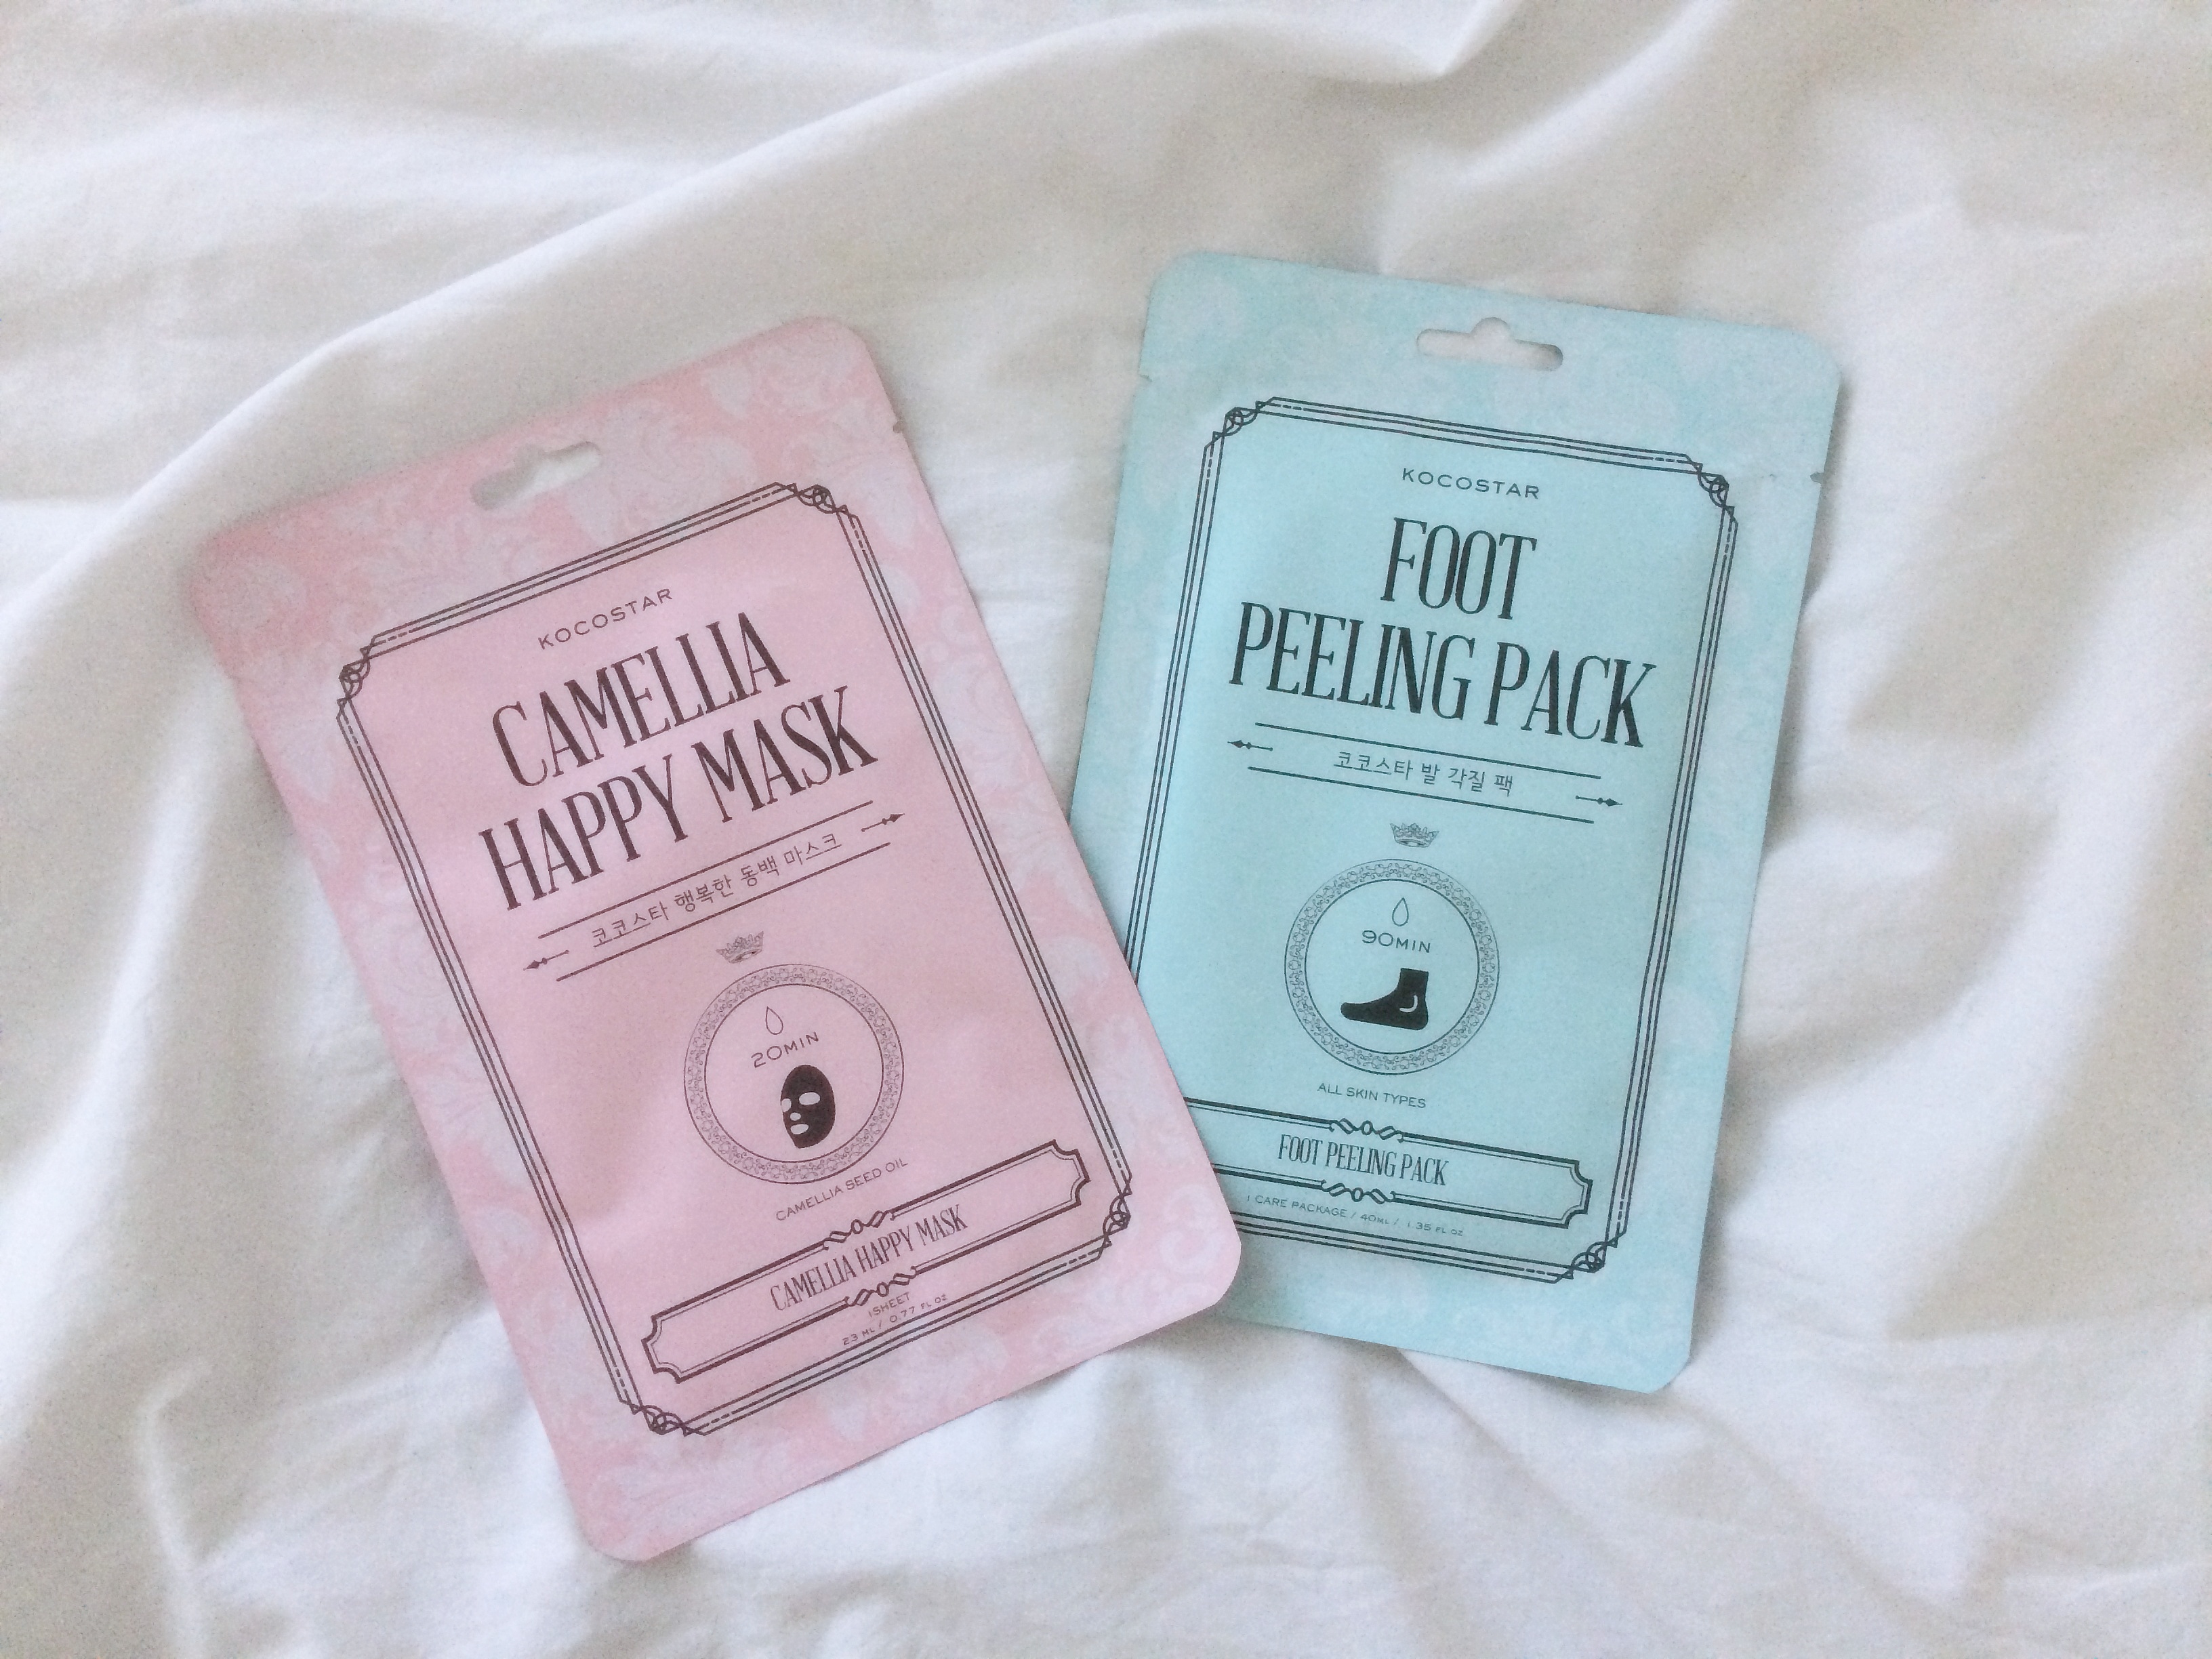 KOCOSTAR
CAMELLIA
HAPPY MASK
코코스타 행복한 동백 마스크
20MIN
CAMELLIA SEED OIL
CAMELLIA HAPPY MASK
1SHEET
23 ML / 0.77 FL OZ
KOCOSTAR
FOOT
PEELING PACK
코코스타 발 각질 팩
90MIN
ALL SKIN TYPES
FOOT PEELING PACK
1 CARE PACKAGE / 40ML / 1.35 FL OZ